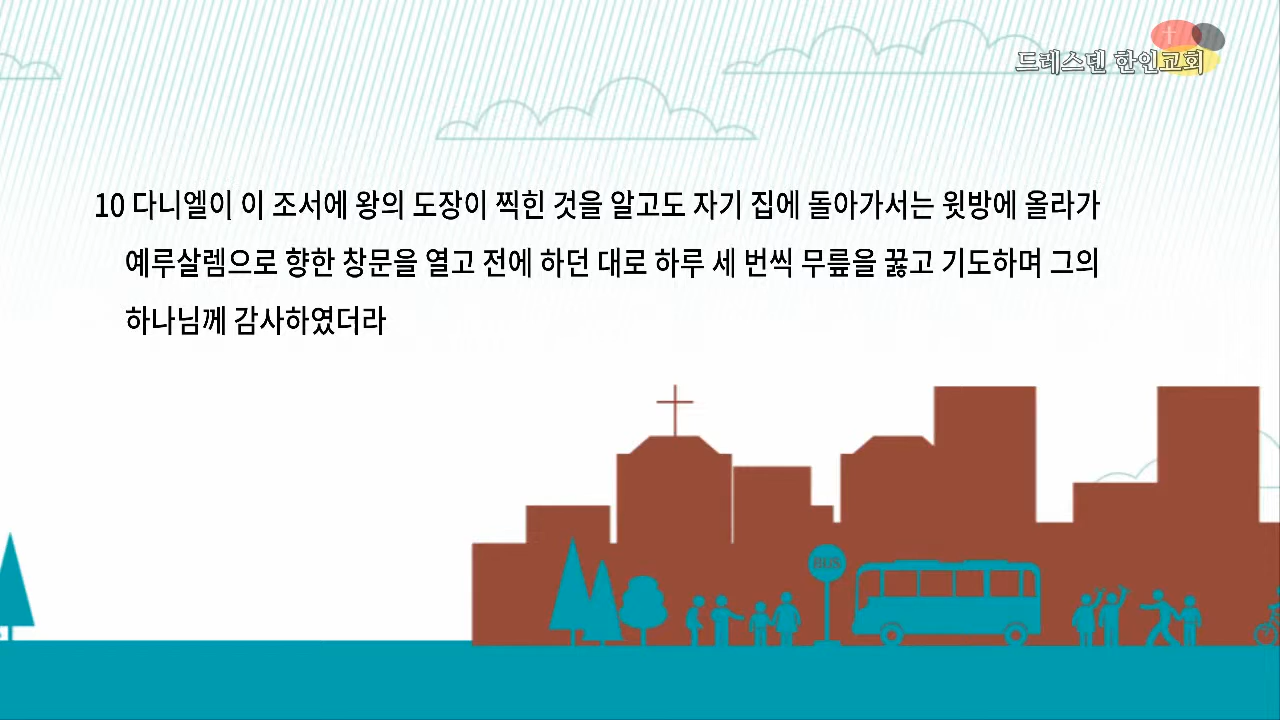 드레스덴 한인교회
10 다니엘이 이 조서에 왕의 도장이 찍힌 것을 알고도 자기 집에 돌아가서는 윗방에 올라가
예루살렘으로 향한 창문을 열고 전에 하던 대로 하루 세 번씩 무릎을 꿇고 기도하며 그의
하나님께 감사하였더라
BUS